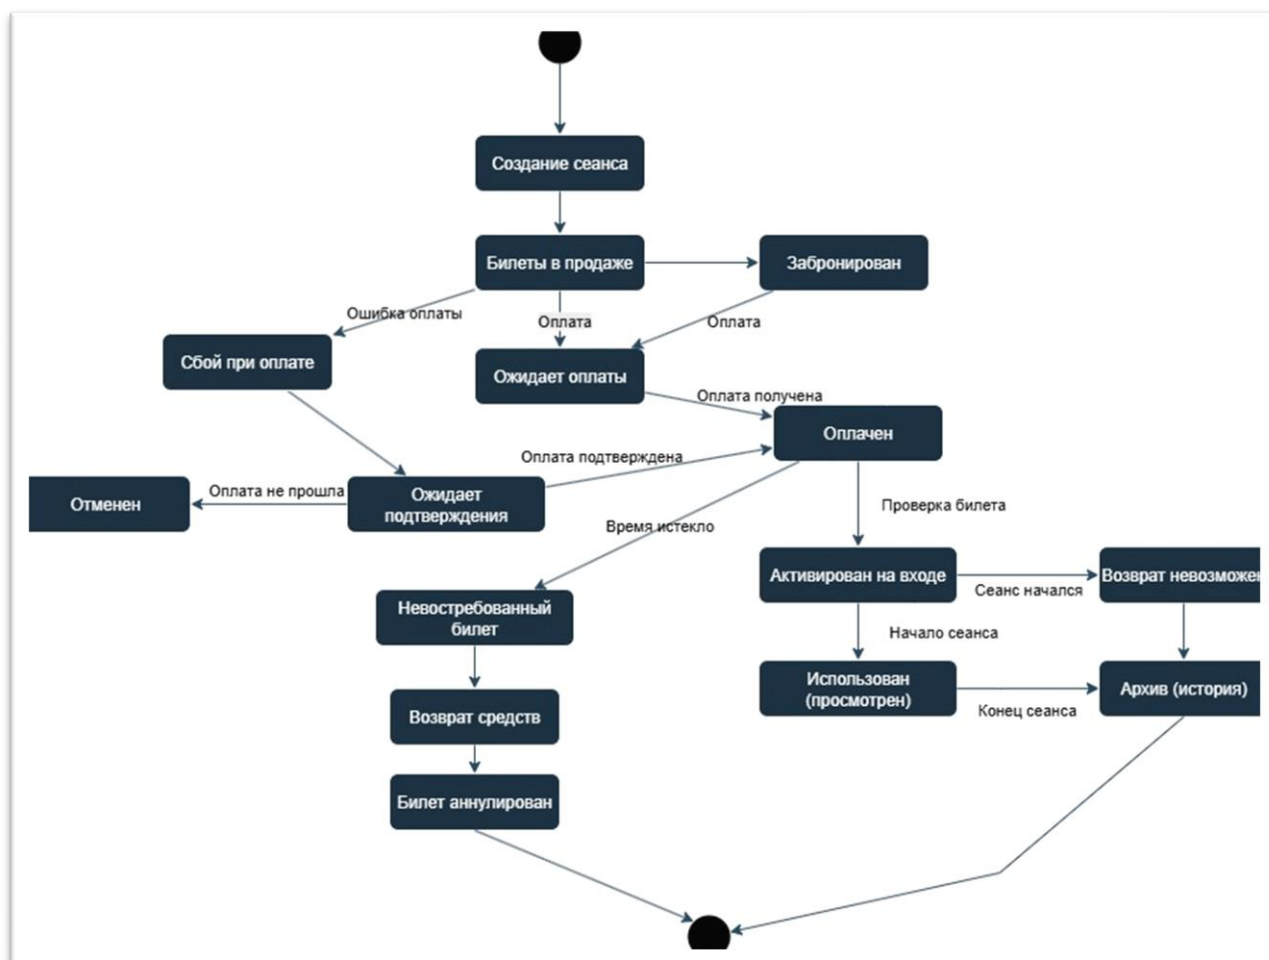 Создание сеанса
Билеты в продаже
Забронирован
Ошибка оплаты
Оплата
Оплата
Сбой при оплате
Ожидает оплаты
Оплата получена
Оплачен
Оплата подтверждена
Отменен
Оплата не прошла
Ожидает
подтверждения
Проверка билета
Время истекло
Активирован на входе
Сеанс начался
Возврат невозможен
Невостребованный
билет
Начало сеанса
Использован
(просмотрен)
Конец сеанса
Архив (история)
Возврат средств
Билет аннулирован